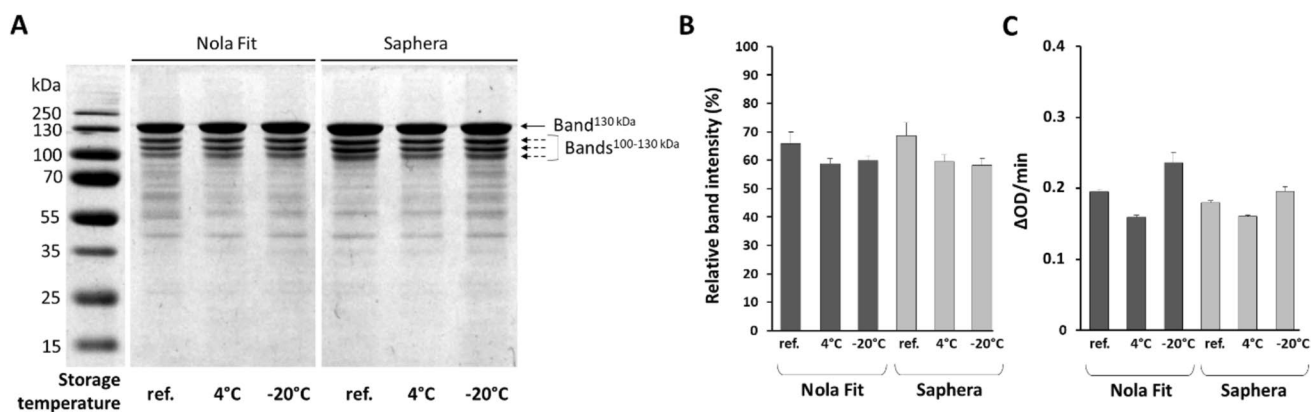 A
Nola Fit Saphera
kDa
250
130
100
70
55
35
25
15
Band130 kDa
Bands100-130 kDa
Storage temperature ref. 4°C -20°C ref. 4°C -20°C
B
Relative band intensity (%)
100
90
80
70
60
50
40
30
20
10
0
ref. 4°C -20°C ref. 4°C -20°C
Nola Fit Saphera
C
ΔOD/min
0.4
0.3
0.2
0.1
0
ref. 4°C -20°C ref. 4°C -20°C
Nola Fit Saphera